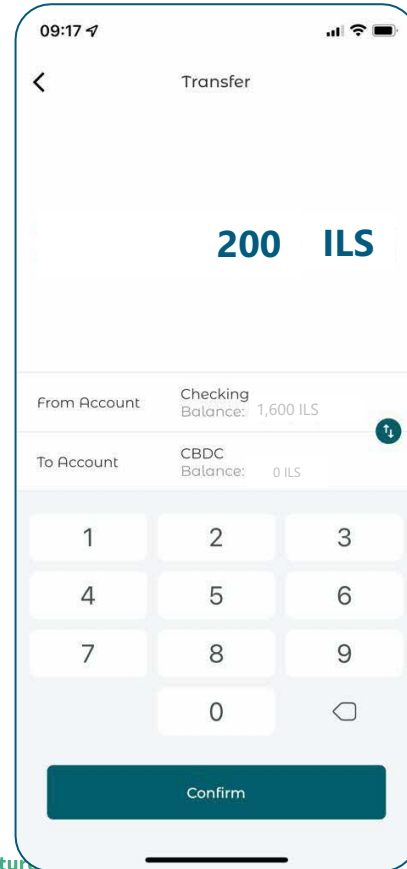 09:17
Transfer
200 ILS
From Account Checking
Balance: 1,600 ILS
To Account CBDC
Balance: 0 ILS
1 2 3
4 5 6
7 8 9
0
Confirm